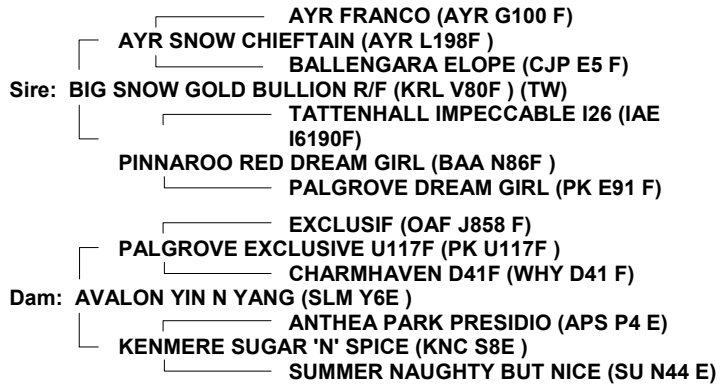 AYR FRANCO (AYR G100 F)
AYR SNOW CHIEFTAIN (AYR L198F )
BALLENGARA ELOPE (CJP E5 F)
Sire: BIG SNOW GOLD BULLION R/F (KRL V80F ) (TW)
TATTENHALL IMPECCABLE I26 (IAE
I6190F)
PINNAROO RED DREAM GIRL (BAA N86F )
PALGROVE DREAM GIRL (PK E91 F)
EXCLUSIF (OAF J858 F)
PALGROVE EXCLUSIVE U117F (PK U117F )
CHARMHAVEN D41F (WHY D41 F)
Dam: AVALON YIN N YANG (SLM Y6E )
ANTHEA PARK PRESIDIO (APS P4 E)
KENMERE SUGAR 'N' SPICE (KNC S8E )
SUMMER NAUGHTY BUT NICE (SU N44 E)